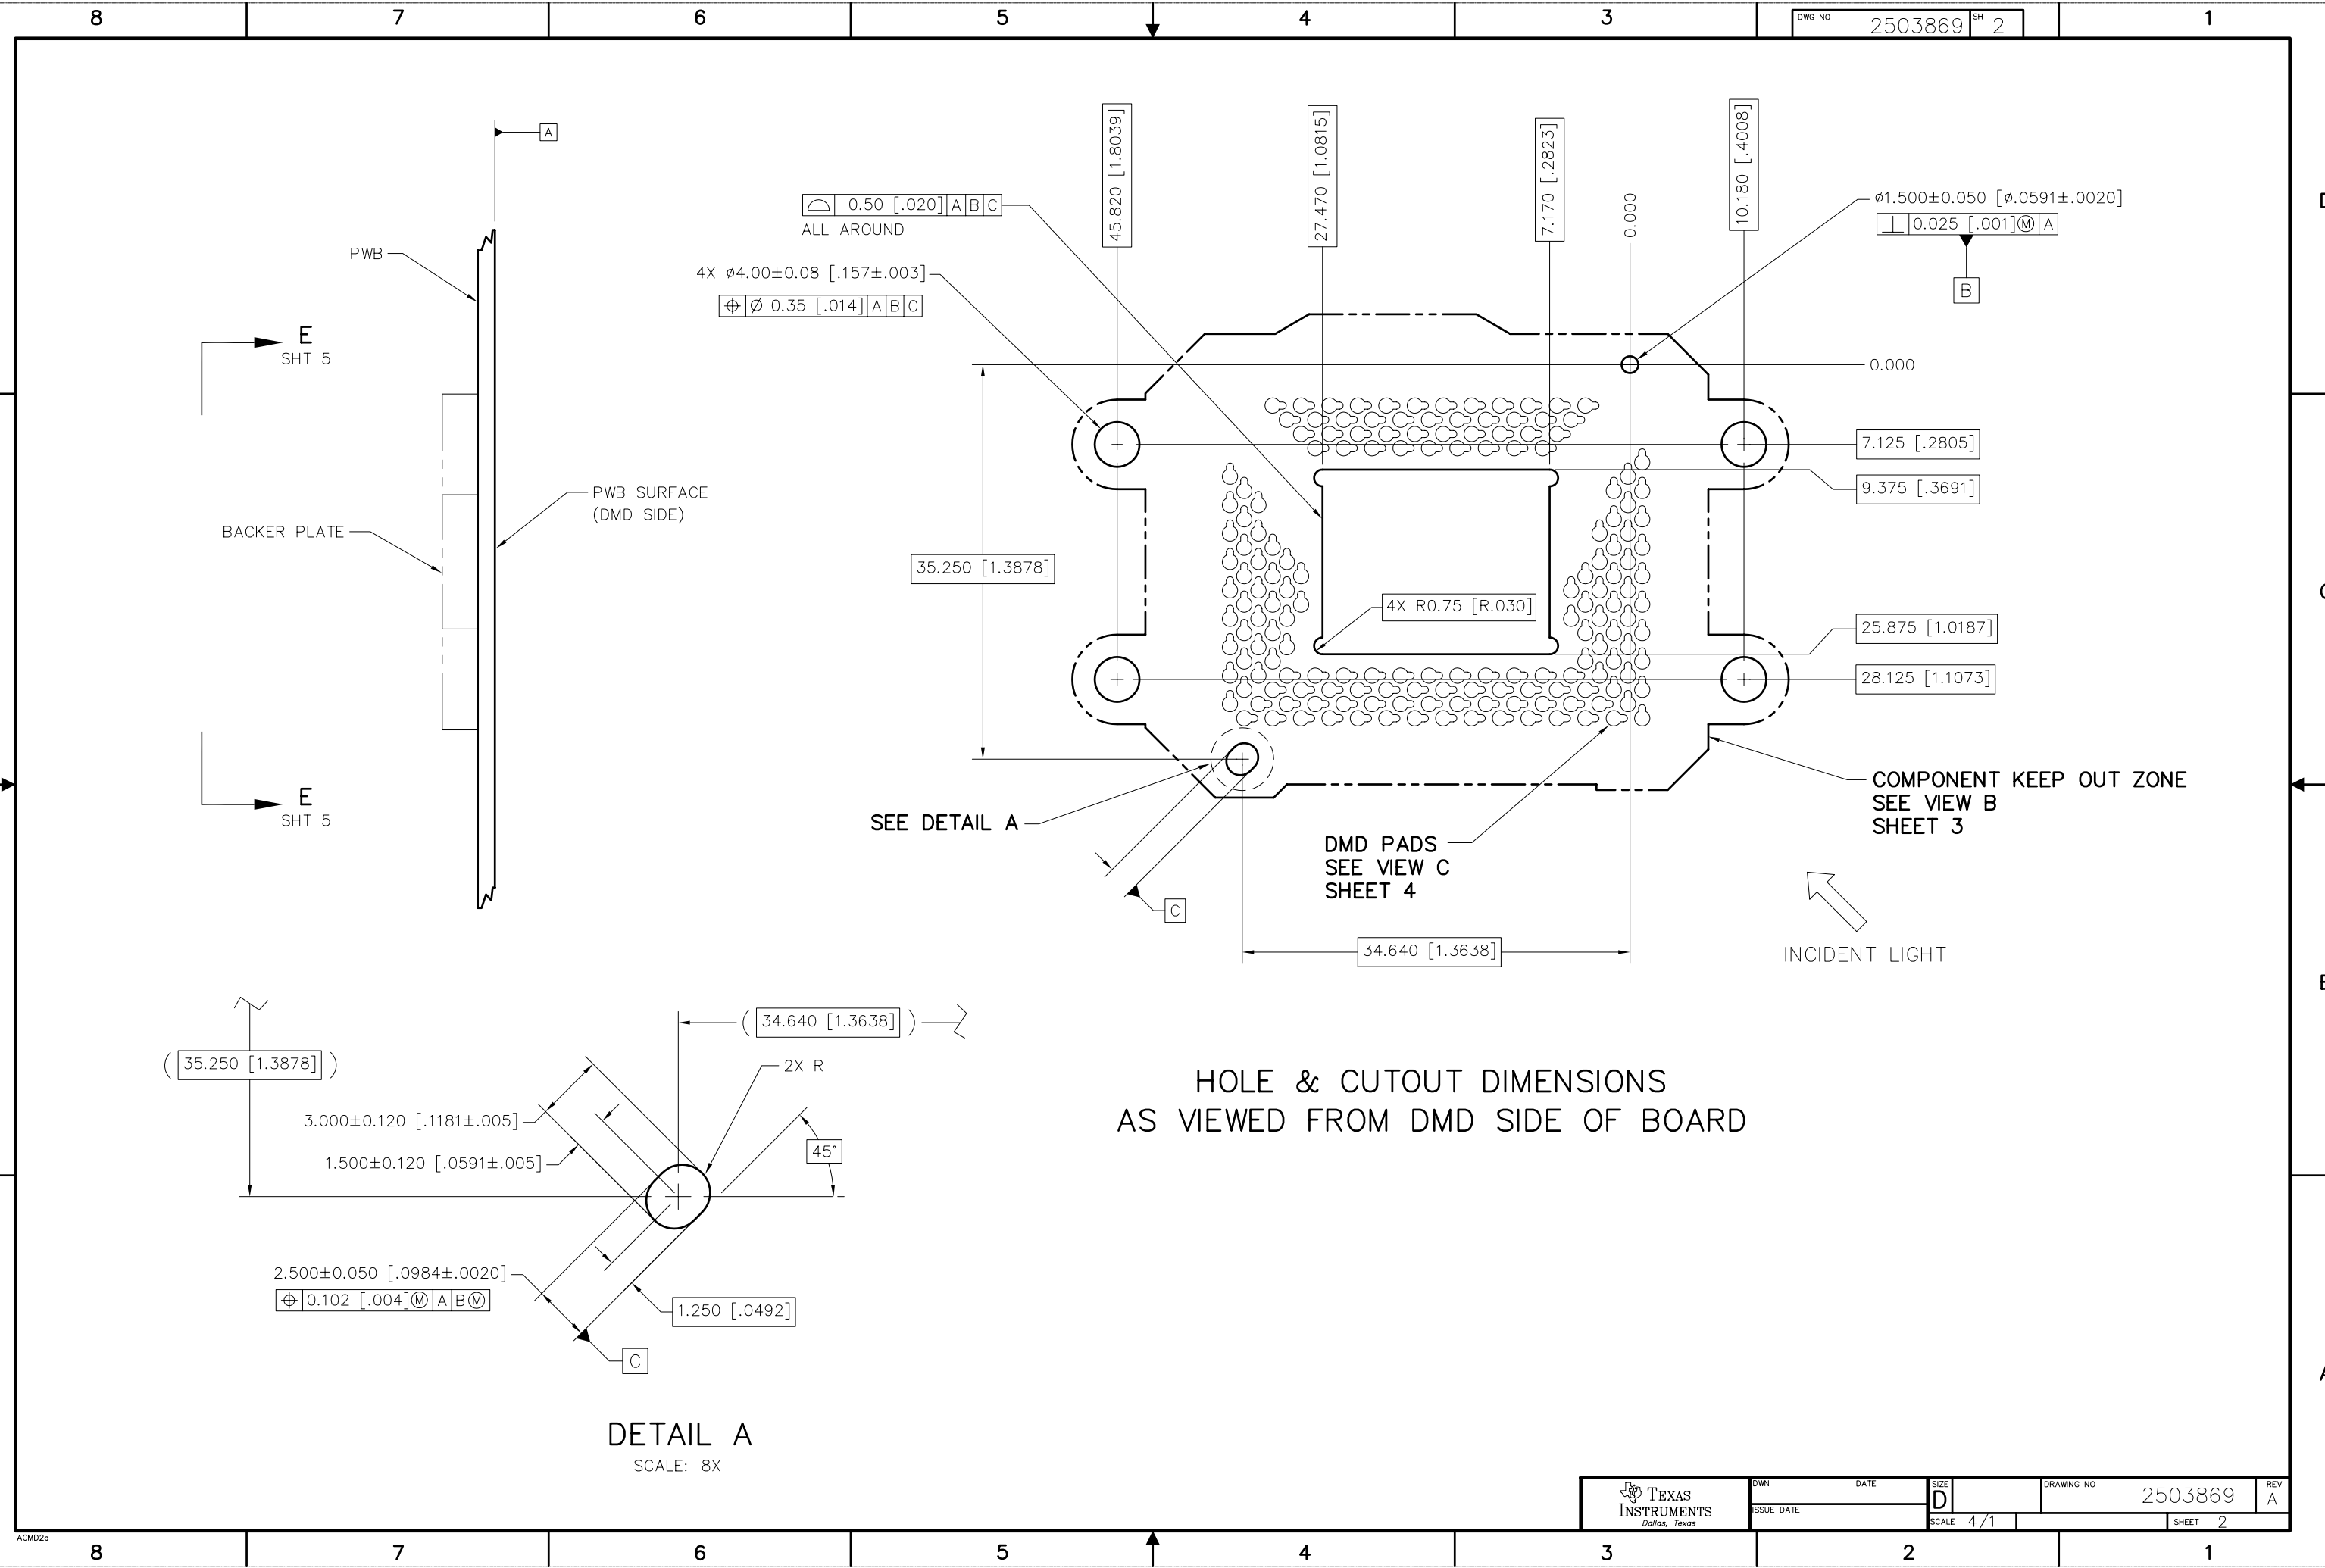 8 7 6 5 4 3 1
DWG NO 2503869 SH 2
A
PWB
E
SHT 5
BACKER PLATE
PWB SURFACE
(DMD SIDE)
E
SHT 5
45.820 [1.8039]
27.470 [1.0815]
7.170 [.2823]
0.000
10.180 [.4008]
0.50 [.020] A B C
ALL AROUND
4X ø4.00±0.08 [.157±.003]
⌖ Ø 0.35 [.014] A B C
ø1.500±0.050 [ø.0591±.0020]
⊥ 0.025 [.001]Ⓜ A
B
0.000
7.125 [.2805]
9.375 [.3691]
35.250 [1.3878]
4X R0.75 [R.030]
25.875 [1.0187]
28.125 [1.1073]
SEE DETAIL A
C
DMD PADS
SEE VIEW C
SHEET 4
COMPONENT KEEP OUT ZONE
SEE VIEW B
SHEET 3
34.640 [1.3638]
INCIDENT LIGHT
(34.640 [1.3638])
(35.250 [1.3878])
2X R
3.000±0.120 [.1181±.005]
1.500±0.120 [.0591±.005]
45°
2.500±0.050 [.0984±.0020]
⌖ 0.102 [.004]Ⓜ A BⓂ
1.250 [.0492]
C
DETAIL A
SCALE: 8X
HOLE & CUTOUT DIMENSIONS
AS VIEWED FROM DMD SIDE OF BOARD
TEXAS
INSTRUMENTS
Dallas, Texas
DWN DATE
ISSUE DATE
SIZE
D
DRAWING NO
2503869
REV
A
SCALE 4/1
SHEET 2
ACMD2a
8 7 6 5 4 3 2 1